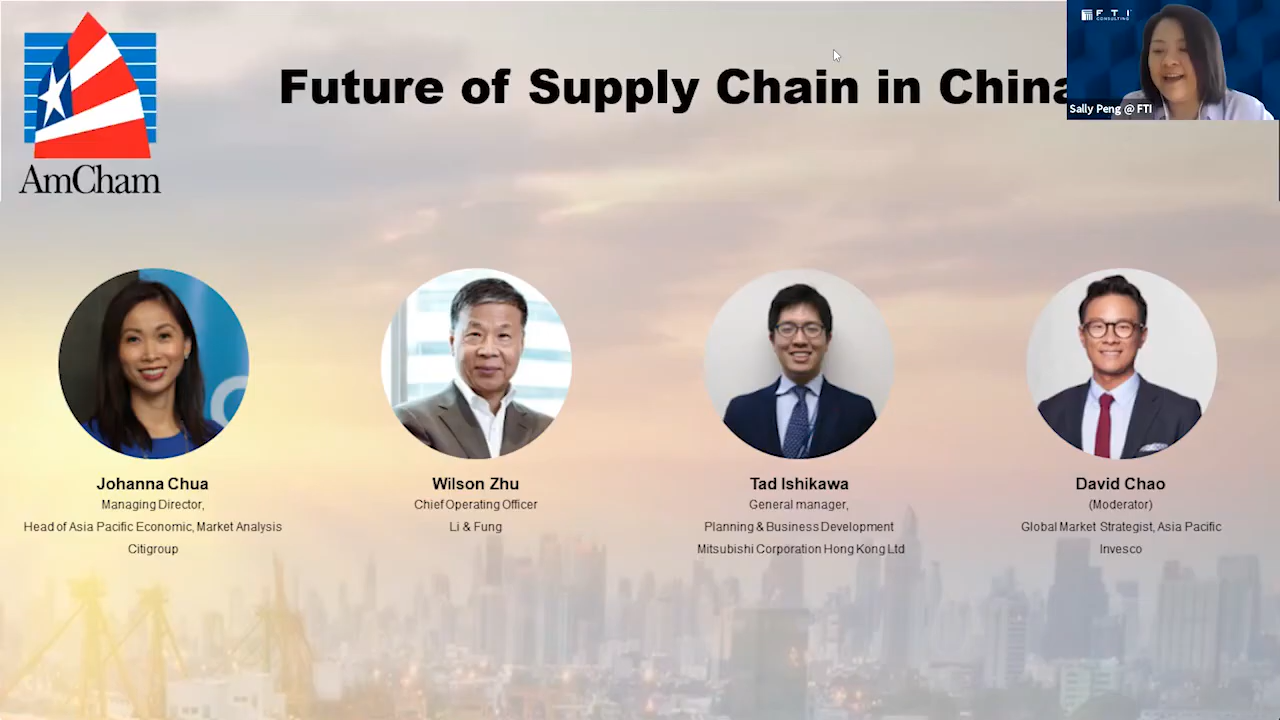 FTI
CONSULTING
Future of Supply Chain in China
Sally Peng @ FTI
AmCham
Johanna Chua
Managing Director,
Head of Asia Pacific Economic, Market Analysis
Citigroup
Wilson Zhu
Chief Operating Officer
Li & Fung
Tad Ishikawa
General manager,
Planning & Business Development
Mitsubishi Corporation Hong Kong Ltd
David Chao
(Moderator)
Global Market Strategist, Asia Pacific
Invesco